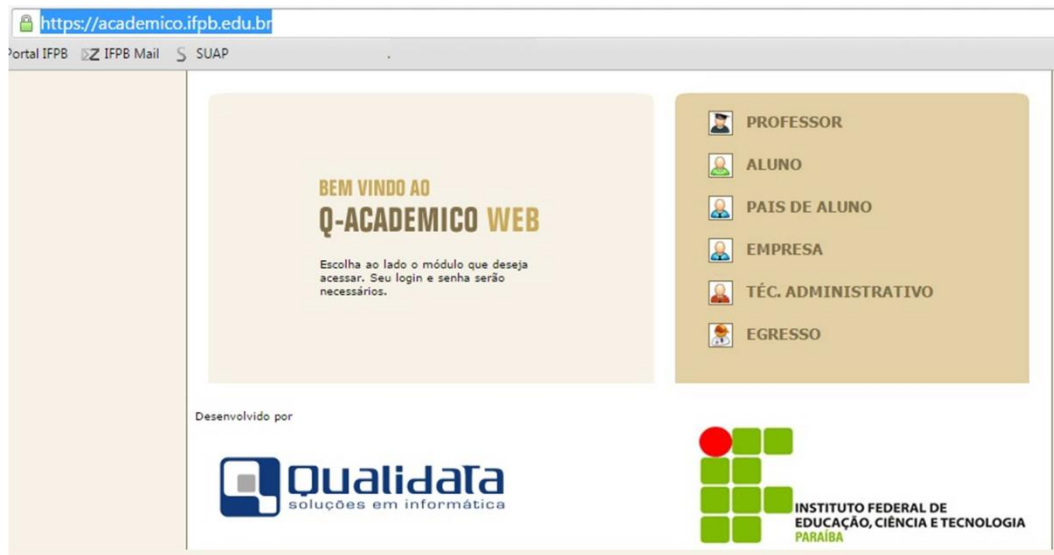 https://academico.ifpb.edu.br
Portal IFPB IFPB Mail SUAP
BEM VINDO AO
Q-ACADEMICO WEB
Escolha ao lado o módulo que deseja
acessar. Seu login e senha serão
necessários.
PROFESSOR
ALUNO
PAIS DE ALUNO
EMPRESA
TÉC. ADMINISTRATIVO
EGRESSO
Desenvolvido por
Qualidata
soluções em informática
INSTITUTO FEDERAL DE
EDUCAÇÃO, CIÊNCIA E TECNOLOGIA
PARAÍBA